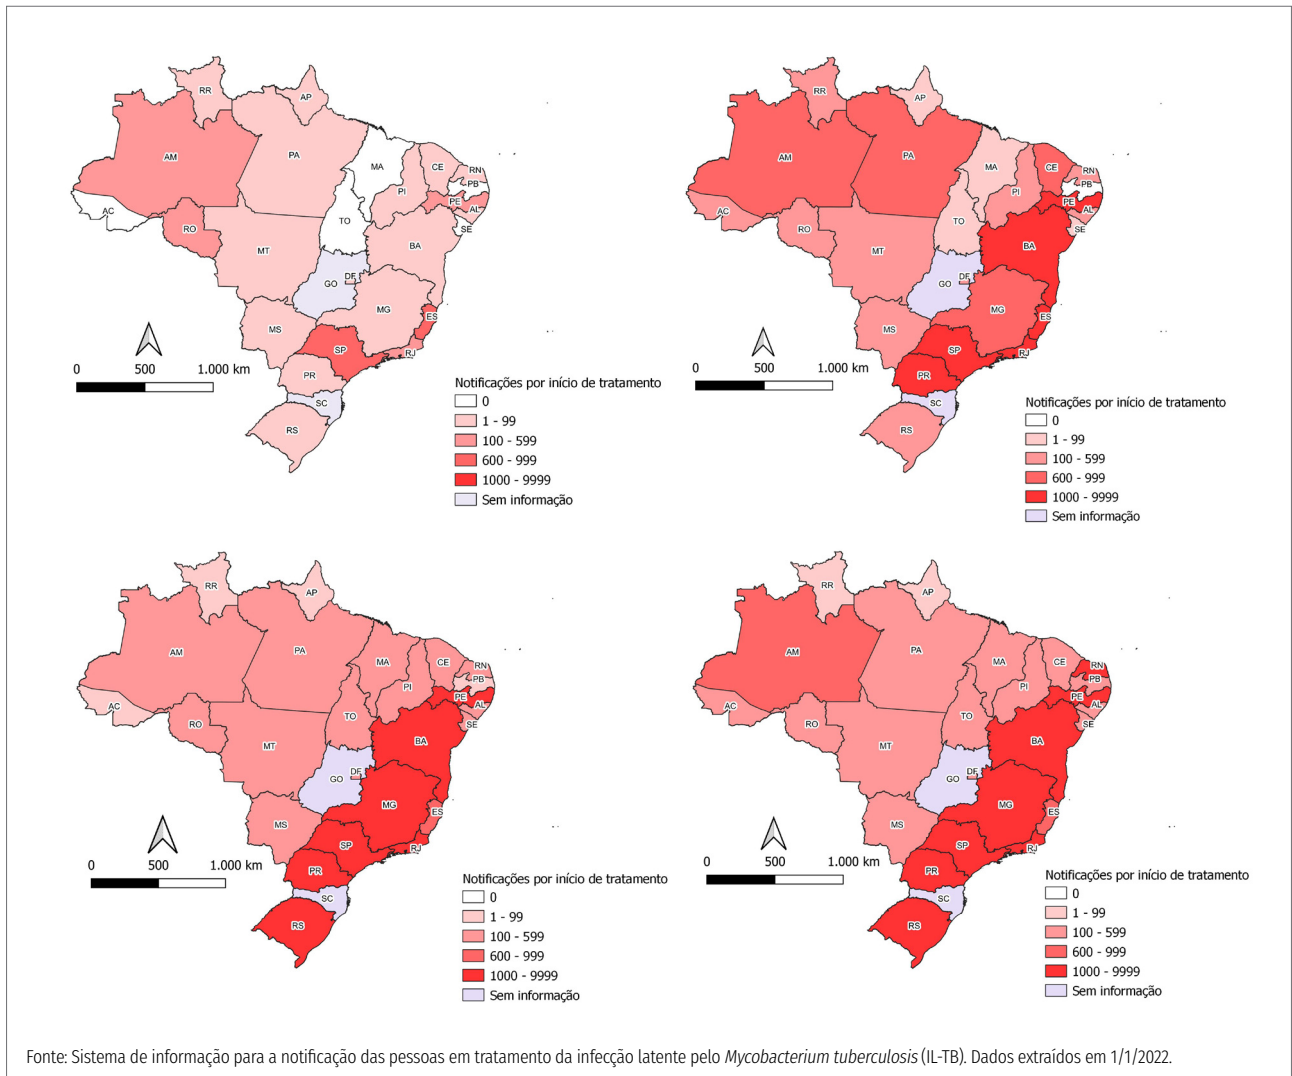 RR
AP
AM
PA
MA
CE
RN
PB
PI
PE
AL
SE
AC
TO
RO
BA
MT
DF
GO
MG
ES
MS
SP
RJ
PR
SC
RS
0 500 1.000 km
Notificações por início de tratamento
0
1 - 99
100 - 599
600 - 999
1000 - 9999
Sem informação
RR
AP
AM
PA
MA
CE
RN
PB
PI
PE
AL
SE
AC
TO
RO
BA
MT
DF
GO
MG
ES
MS
SP
RJ
PR
SC
RS
0 500 1.000 km
Notificações por início de tratamento
0
1 - 99
100 - 599
600 - 999
1000 - 9999
Sem informação
RR
AP
AM
PA
MA
CE
RN
PB
PI
PE
AL
SE
AC
TO
RO
BA
MT
DF
GO
MG
ES
MS
SP
RJ
PR
SC
RS
0 500 1.000 km
Notificações por início de tratamento
0
1 - 99
100 - 599
600 - 999
1000 - 9999
Sem informação
RR
AP
AM
PA
MA
CE
RN
PB
PI
PE
AL
SE
AC
TO
RO
BA
MT
DF
GO
MG
ES
MS
SP
RJ
PR
SC
RS
0 500 1.000 km
Notificações por início de tratamento
0
1 - 99
100 - 599
600 - 999
1000 - 9999
Sem informação
Fonte: Sistema de informação para a notificação das pessoas em tratamento da infecção latente pelo Mycobacterium tuberculosis (IL-TB). Dados extraídos em 1/1/2022.